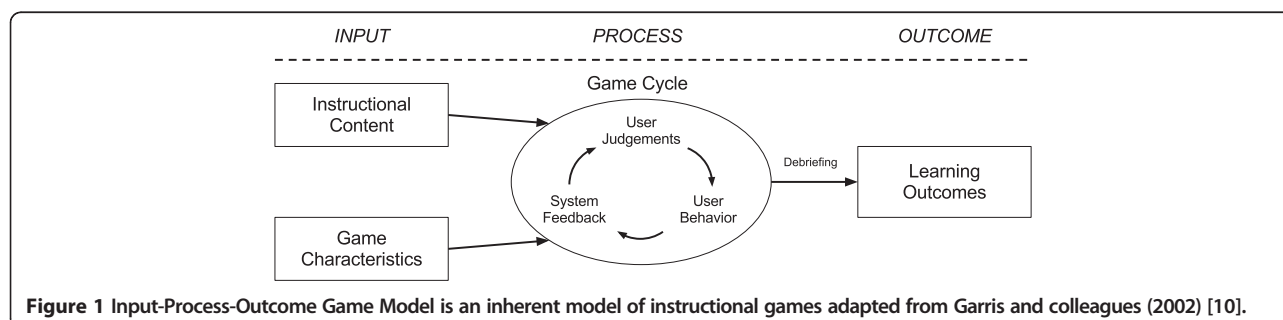 INPUT PROCESS OUTCOME
Game Cycle
Instructional
Content
User
Judgements
Debriefing
Learning
Outcomes
System
Feedback
User
Behavior
Game
Characteristics
Figure 1 Input-Process-Outcome Game Model is an inherent model of instructional games adapted from Garris and colleagues (2002) [10].